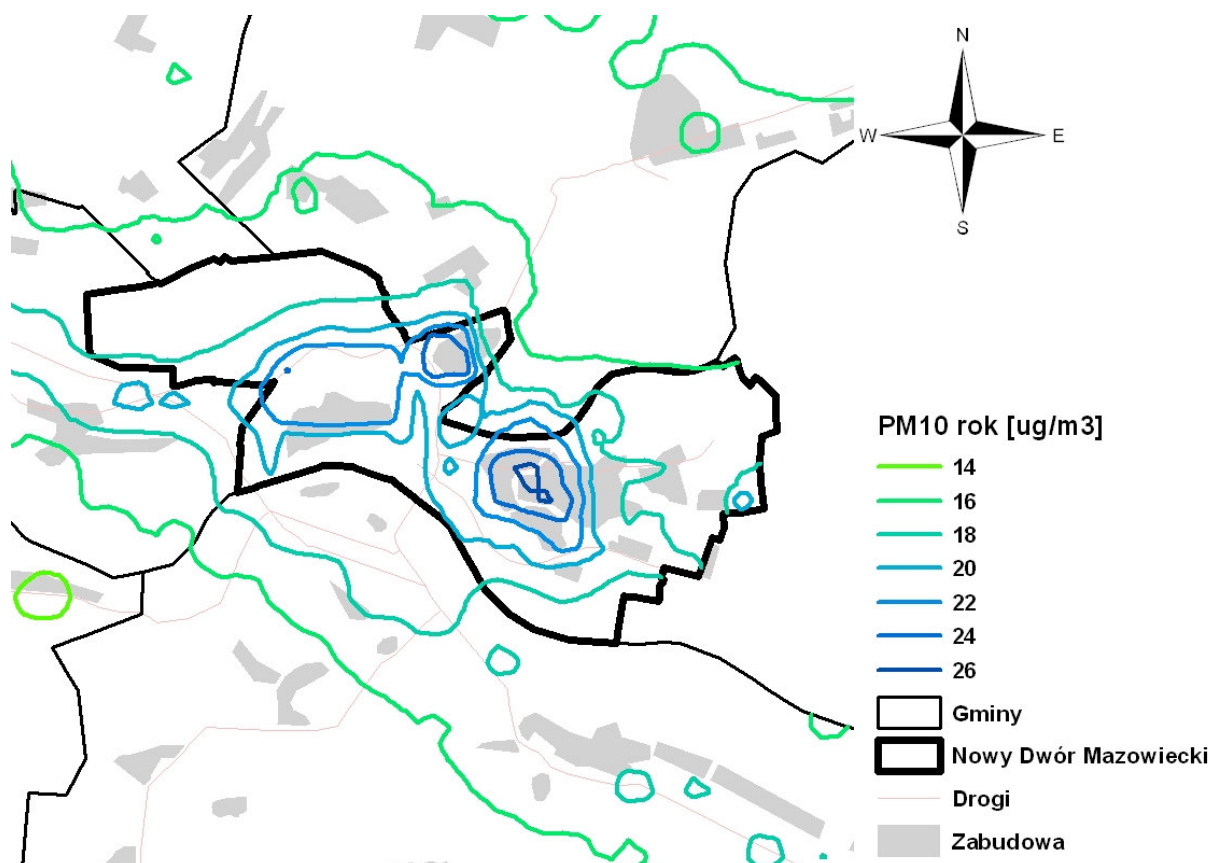 N
W
E
S
PM10 rok [ug/m3]
14
16
18
20
22
24
26
Gminy
Nowy Dwór Mazowiecki
Drogi
Zabudowa